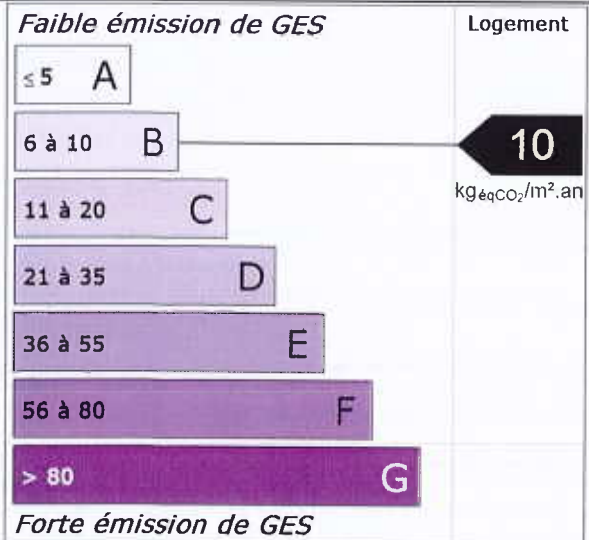 Faible émission de GES
Logement
≤ 5 A
6 à 10 B
10
kgéqCO₂/m².an
11 à 20 C
21 à 35 D
36 à 55 E
56 à 80 F
> 80 G
Forte émission de GES